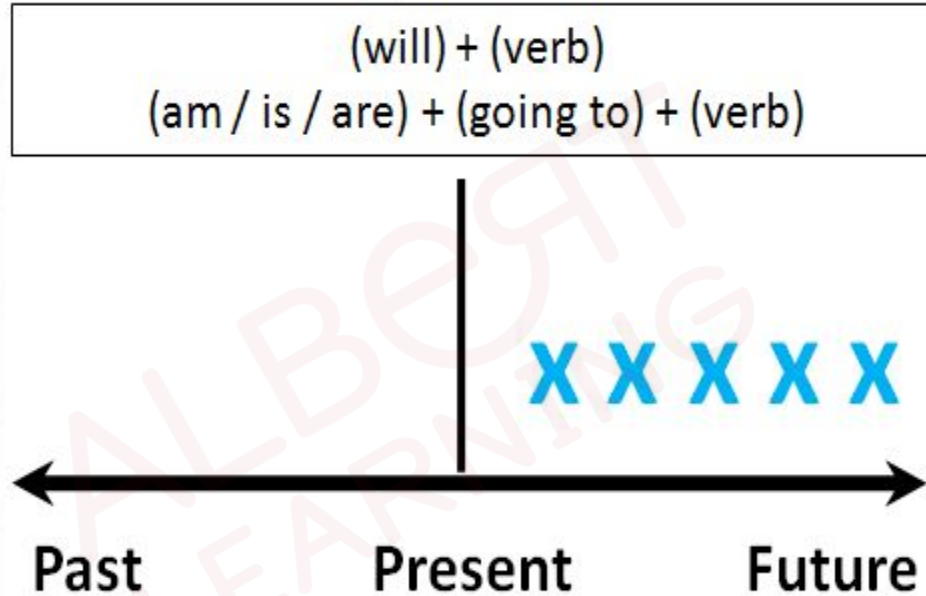 (will) + (verb)
(am / is / are) + (going to) + (verb)
ALBERT
LEARNING
X X X X X
Past Present Future